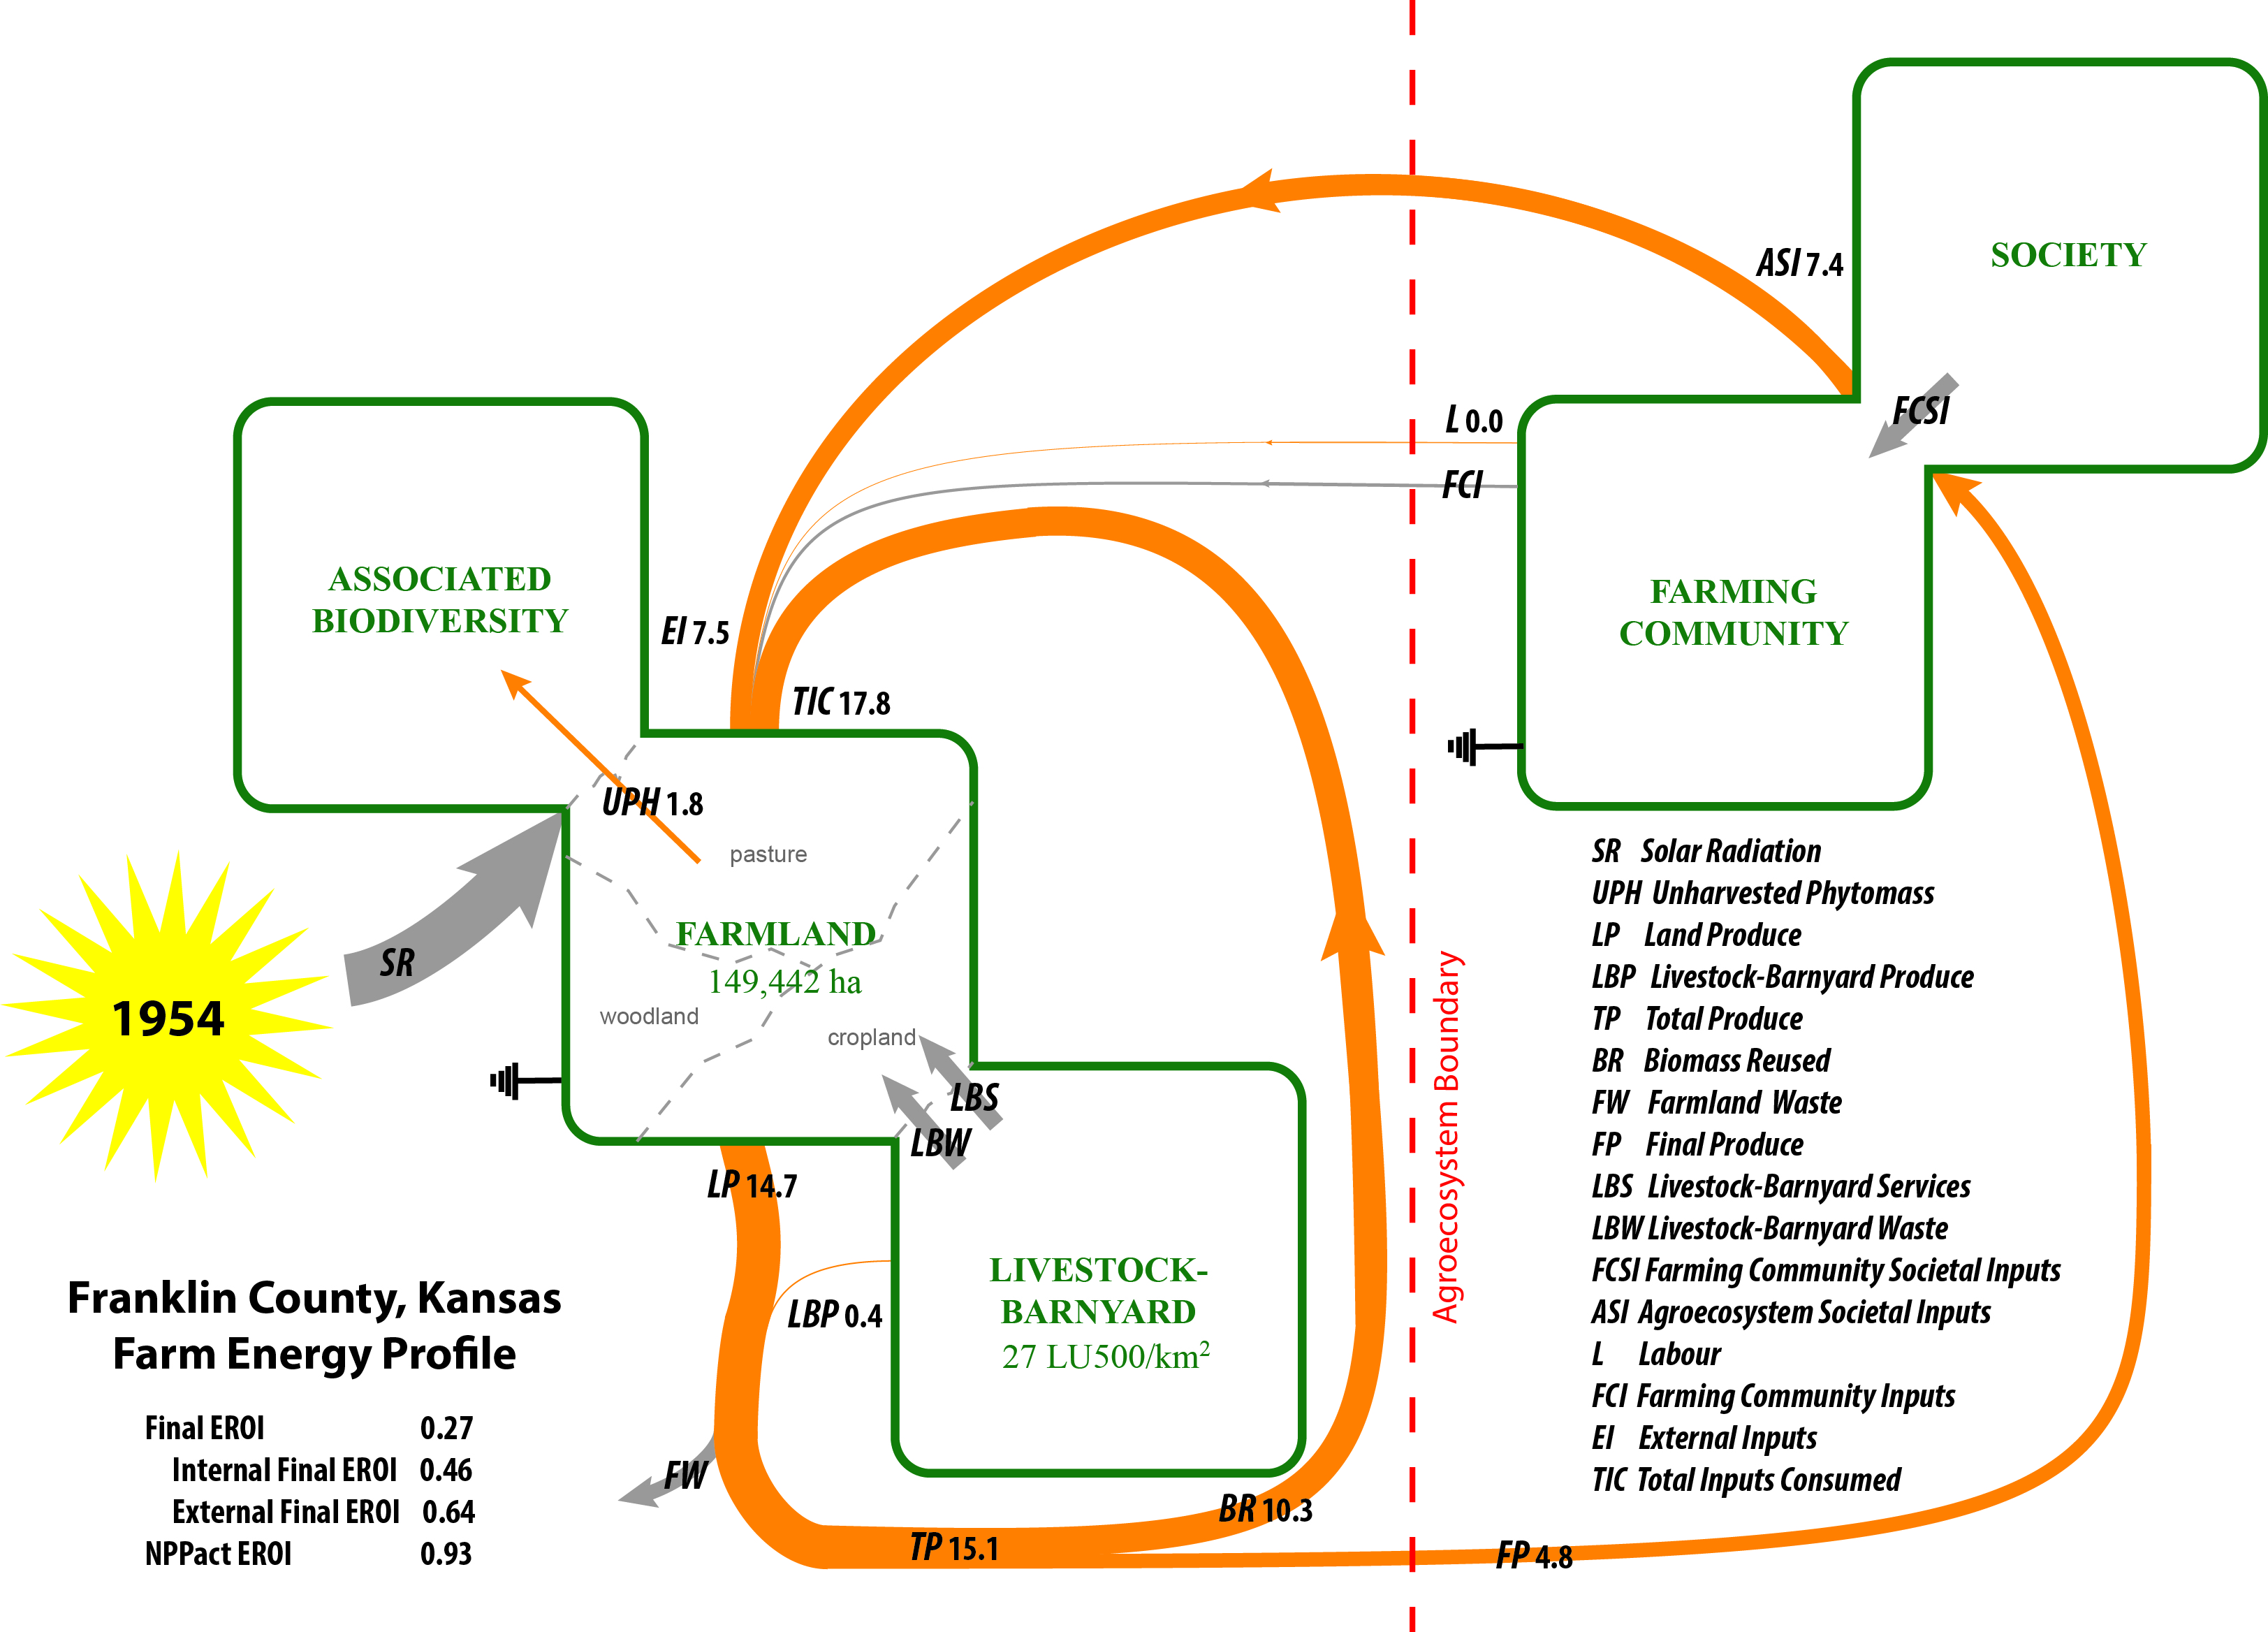 SOCIETY
ASI 7.4
FCSI
L 0.0
FCI
ASSOCIATED
BIODIVERSITY
EI 7.5
FARMING
COMMUNITY
TIC 17.8
UPH 1.8
pasture
FARMLAND
149,442 ha
woodland
cropland
SR
1954
LBS
LBW
LP 14.7
LBP 0.4
LIVESTOCK-
BARNYARD
27 LU500/km²
Agroecosystem Boundary
SR Solar Radiation
UPH Unharvested Phytomass
LP Land Produce
LBP Livestock-Barnyard Produce
TP Total Produce
BR Biomass Reused
FW Farmland Waste
FP Final Produce
LBS Livestock-Barnyard Services
LBW Livestock-Barnyard Waste
FCSI Farming Community Societal Inputs
ASI Agroecosystem Societal Inputs
L Labour
FCI Farming Community Inputs
EI External Inputs
TIC Total Inputs Consumed
Franklin County, Kansas
Farm Energy Profile
Final EROI 0.27
Internal Final EROI 0.46
External Final EROI 0.64
NPPact EROI 0.93
FW
BR 10.3
TP 15.1
FP 4.8